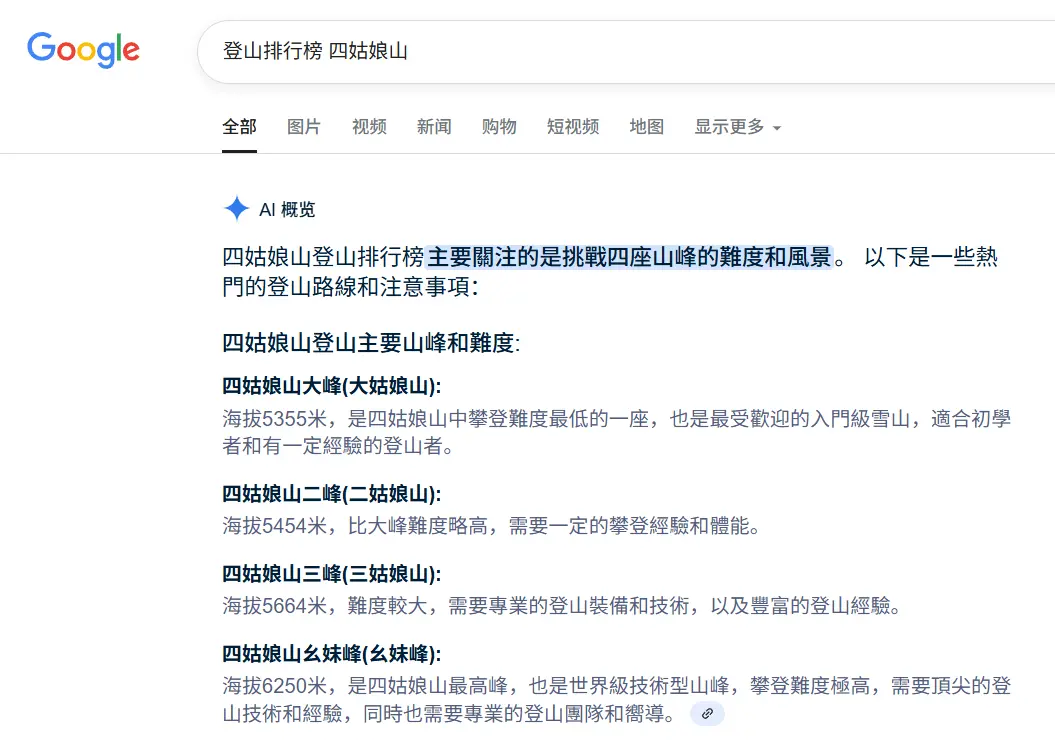 Google
登山排行榜 四姑娘山
全部 图片 视频 新闻 购物 短视频 地图 显示更多
AI 概览
四姑娘山登山排行榜主要關注的是挑戰四座山峰的難度和風景。 以下是一些熱
門的登山路線和注意事項：
四姑娘山登山主要山峰和難度:
四姑娘山大峰(大姑娘山):
海拔5355米，是四姑娘山中攀登難度最低的一座，也是最受歡迎的入門級雪山，適合初學
者和有一定經驗的登山者。
四姑娘山二峰(二姑娘山):
海拔5454米，比大峰難度略高，需要一定的攀登經驗和體能。
四姑娘山三峰(三姑娘山):
海拔5664米，難度較大，需要專業的登山裝備和技術，以及豐富的登山經驗。
四姑娘山幺妹峰(幺妹峰):
海拔6250米，是四姑娘山最高峰，也是世界級技術型山峰，攀登難度極高，需要頂尖的登
山技術和經驗，同時也需要專業的登山團隊和嚮導。